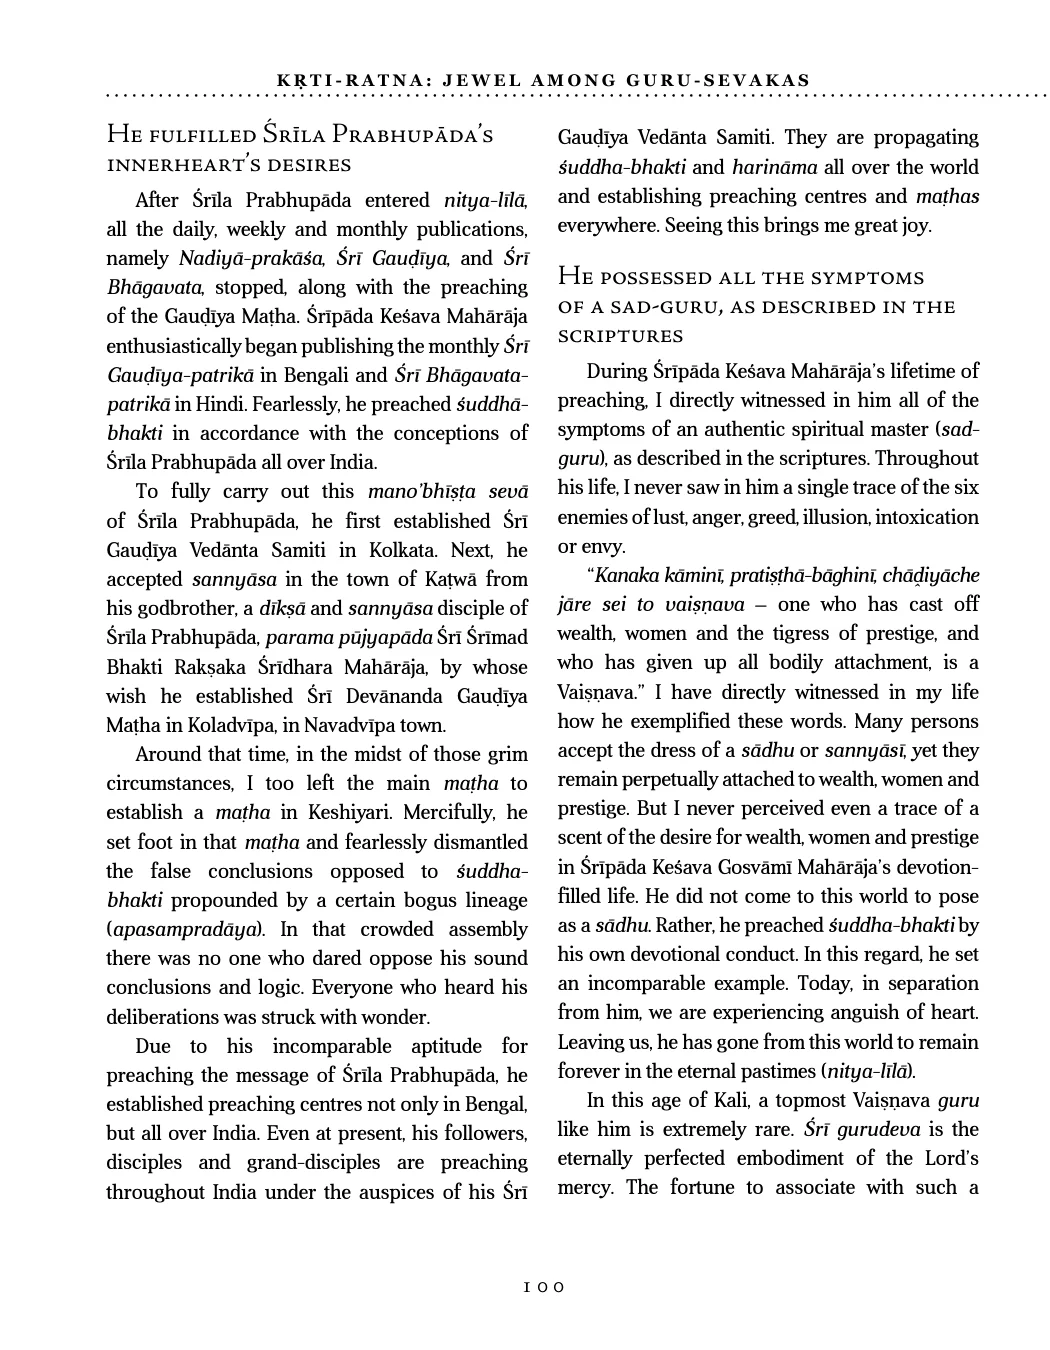 KṚTI-RATNA: JEWEL AMONG GURU-SEVAKAS
He fulfilled Śrīla Prabhupāda’s
innerheart’s desires
After Śrīla Prabhupāda entered nitya-līlā,
all the daily, weekly and monthly publications,
namely Nadiyā-prakāśa, Śrī Gauḍīya, and Śrī
Bhāgavata, stopped, along with the preaching
of the Gauḍīya Maṭha. Śrīpāda Keśava Mahārāja
enthusiastically began publishing the monthly Śrī
Gauḍīya-patrikā in Bengali and Śrī Bhāgavata-
patrikā in Hindi. Fearlessly, he preached śuddhā-
bhakti in accordance with the conceptions of
Śrīla Prabhupāda all over India.
To fully carry out this mano’bhīṣṭa sevā
of Śrīla Prabhupāda, he first established Śrī
Gauḍīya Vedānta Samiti in Kolkata. Next, he
accepted sannyāsa in the town of Kaṭwā from
his godbrother, a dīkṣā and sannyāsa disciple of
Śrīla Prabhupāda, parama pūjyapāda Śrī Śrīmad
Bhakti Rakṣaka Śrīdhara Mahārāja, by whose
wish he established Śrī Devānanda Gauḍīya
Maṭha in Koladvīpa, in Navadvīpa town.
Around that time, in the midst of those grim
circumstances, I too left the main maṭha to
establish a maṭha in Keshiyari. Mercifully, he
set foot in that maṭha and fearlessly dismantled
the false conclusions opposed to śuddha-
bhakti propounded by a certain bogus lineage
(apasampradāya). In that crowded assembly
there was no one who dared oppose his sound
conclusions and logic. Everyone who heard his
deliberations was struck with wonder.
Due to his incomparable aptitude for
preaching the message of Śrīla Prabhupāda, he
established preaching centres not only in Bengal,
but all over India. Even at present, his followers,
disciples and grand-disciples are preaching
throughout India under the auspices of his Śrī
Gauḍīya Vedānta Samiti. They are propagating
śuddha-bhakti and harināma all over the world
and establishing preaching centres and maṭhas
everywhere. Seeing this brings me great joy.
He possessed all the symptoms
of a sad-guru, as described in the
scriptures
During Śrīpāda Keśava Mahārāja’s lifetime of
preaching, I directly witnessed in him all of the
symptoms of an authentic spiritual master (sad-
guru), as described in the scriptures. Throughout
his life, I never saw in him a single trace of the six
enemies of lust, anger, greed, illusion, intoxication
or envy.
“Kanaka kāminī, pratiṣṭhā-bāghinī, chāḓiyāche
jāre sei to vaiṣṇava – one who has cast off
wealth, women and the tigress of prestige, and
who has given up all bodily attachment, is a
Vaiṣṇava.” I have directly witnessed in my life
how he exemplified these words. Many persons
accept the dress of a sādhu or sannyāsī, yet they
remain perpetually attached to wealth, women and
prestige. But I never perceived even a trace of a
scent of the desire for wealth, women and prestige
in Śrīpāda Keśava Gosvāmī Mahārāja’s devotion-
filled life. He did not come to this world to pose
as a sādhu. Rather, he preached śuddha-bhakti by
his own devotional conduct. In this regard, he set
an incomparable example. Today, in separation
from him, we are experiencing anguish of heart.
Leaving us, he has gone from this world to remain
forever in the eternal pastimes (nitya-līlā).
In this age of Kali, a topmost Vaiṣṇava guru
like him is extremely rare. Śrī gurudeva is the
eternally perfected embodiment of the Lord’s
mercy. The fortune to associate with such a
100